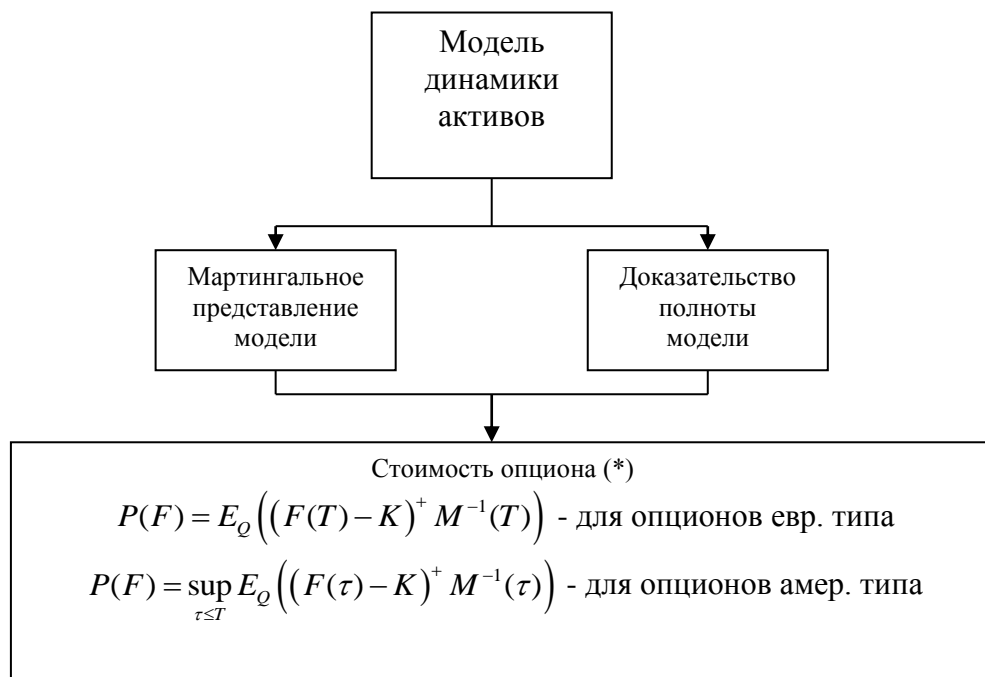 Модель
динамики
активов
Мартингальное
представление
модели
Доказательство
полноты
модели
Стоимость опциона (*)
P(F) = E_Q((F(T) − K)^+ M^{−1}(T)) - для опционов евр. типа
P(F) = sup_{τ≤T} E_Q((F(τ) − K)^+ M^{−1}(τ)) - для опционов амер. типа